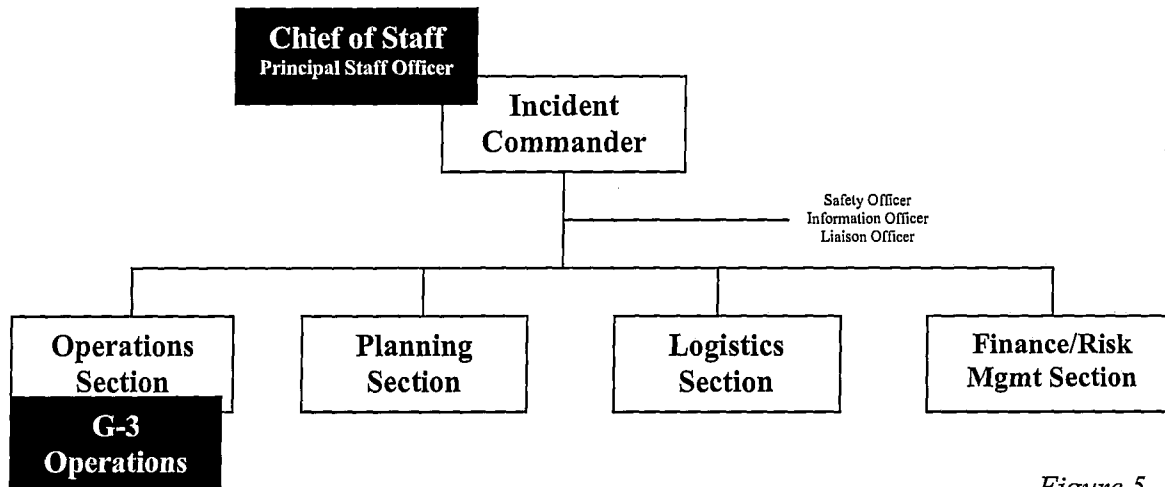 Chief of Staff
Principal Staff Officer
Incident
Commander
Safety Officer
Information Officer
Liaison Officer
Operations
Section
G-3
Operations
Planning
Section
Logistics
Section
Finance/Risk
Mgmt Section
Figure 5